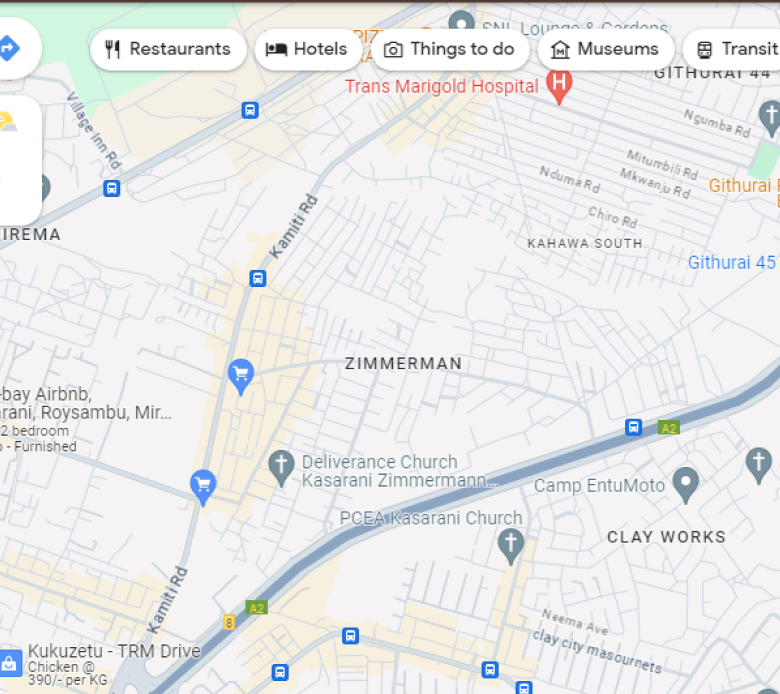 Restaurants
Hotels
Things to do
Museums
Transit
SNL Lounge & Gardens
GITHURAI 44
Trans Marigold Hospital
H
Village Inn Rd
Ngumba Rd
Mitumbili Rd
Nduma Rd
Mkwanju Rd
Githurai
Chiro Rd
Kamiti Rd
IREMA
KAHAWA SOUTH
Githurai 45
ZIMMERMAN
-bay Airbnb,
rani, Roysambu, Mir...
2 bedroom
- Furnished
A2
Deliverance Church
Kasarani Zimmermann...
Camp EntuMoto
PCEA Kasarani Church
CLAY WORKS
Kamiti Rd
A2
8
Neema Ave
clay city masournets
Kukuzetu - TRM Drive
Chicken @
390/- per KG